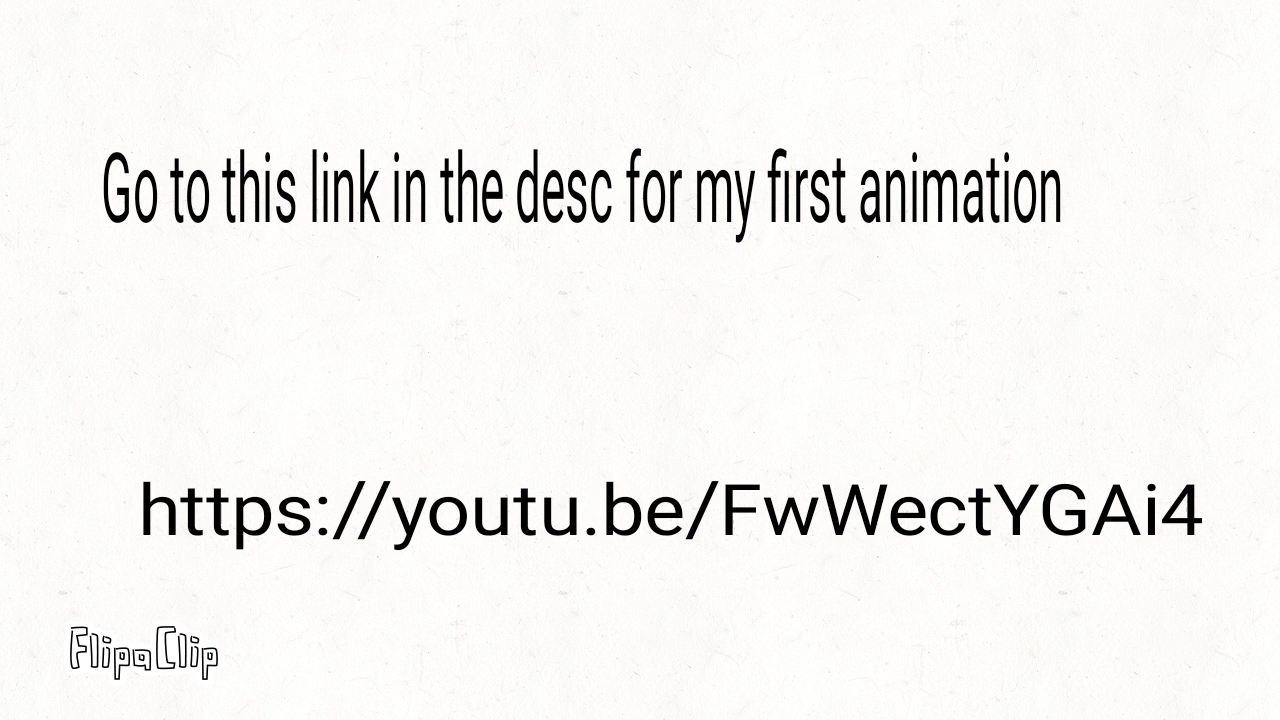 Go to this link in the desc for my first animation
https://youtu.be/FwWectYGAi4
FlipaClip